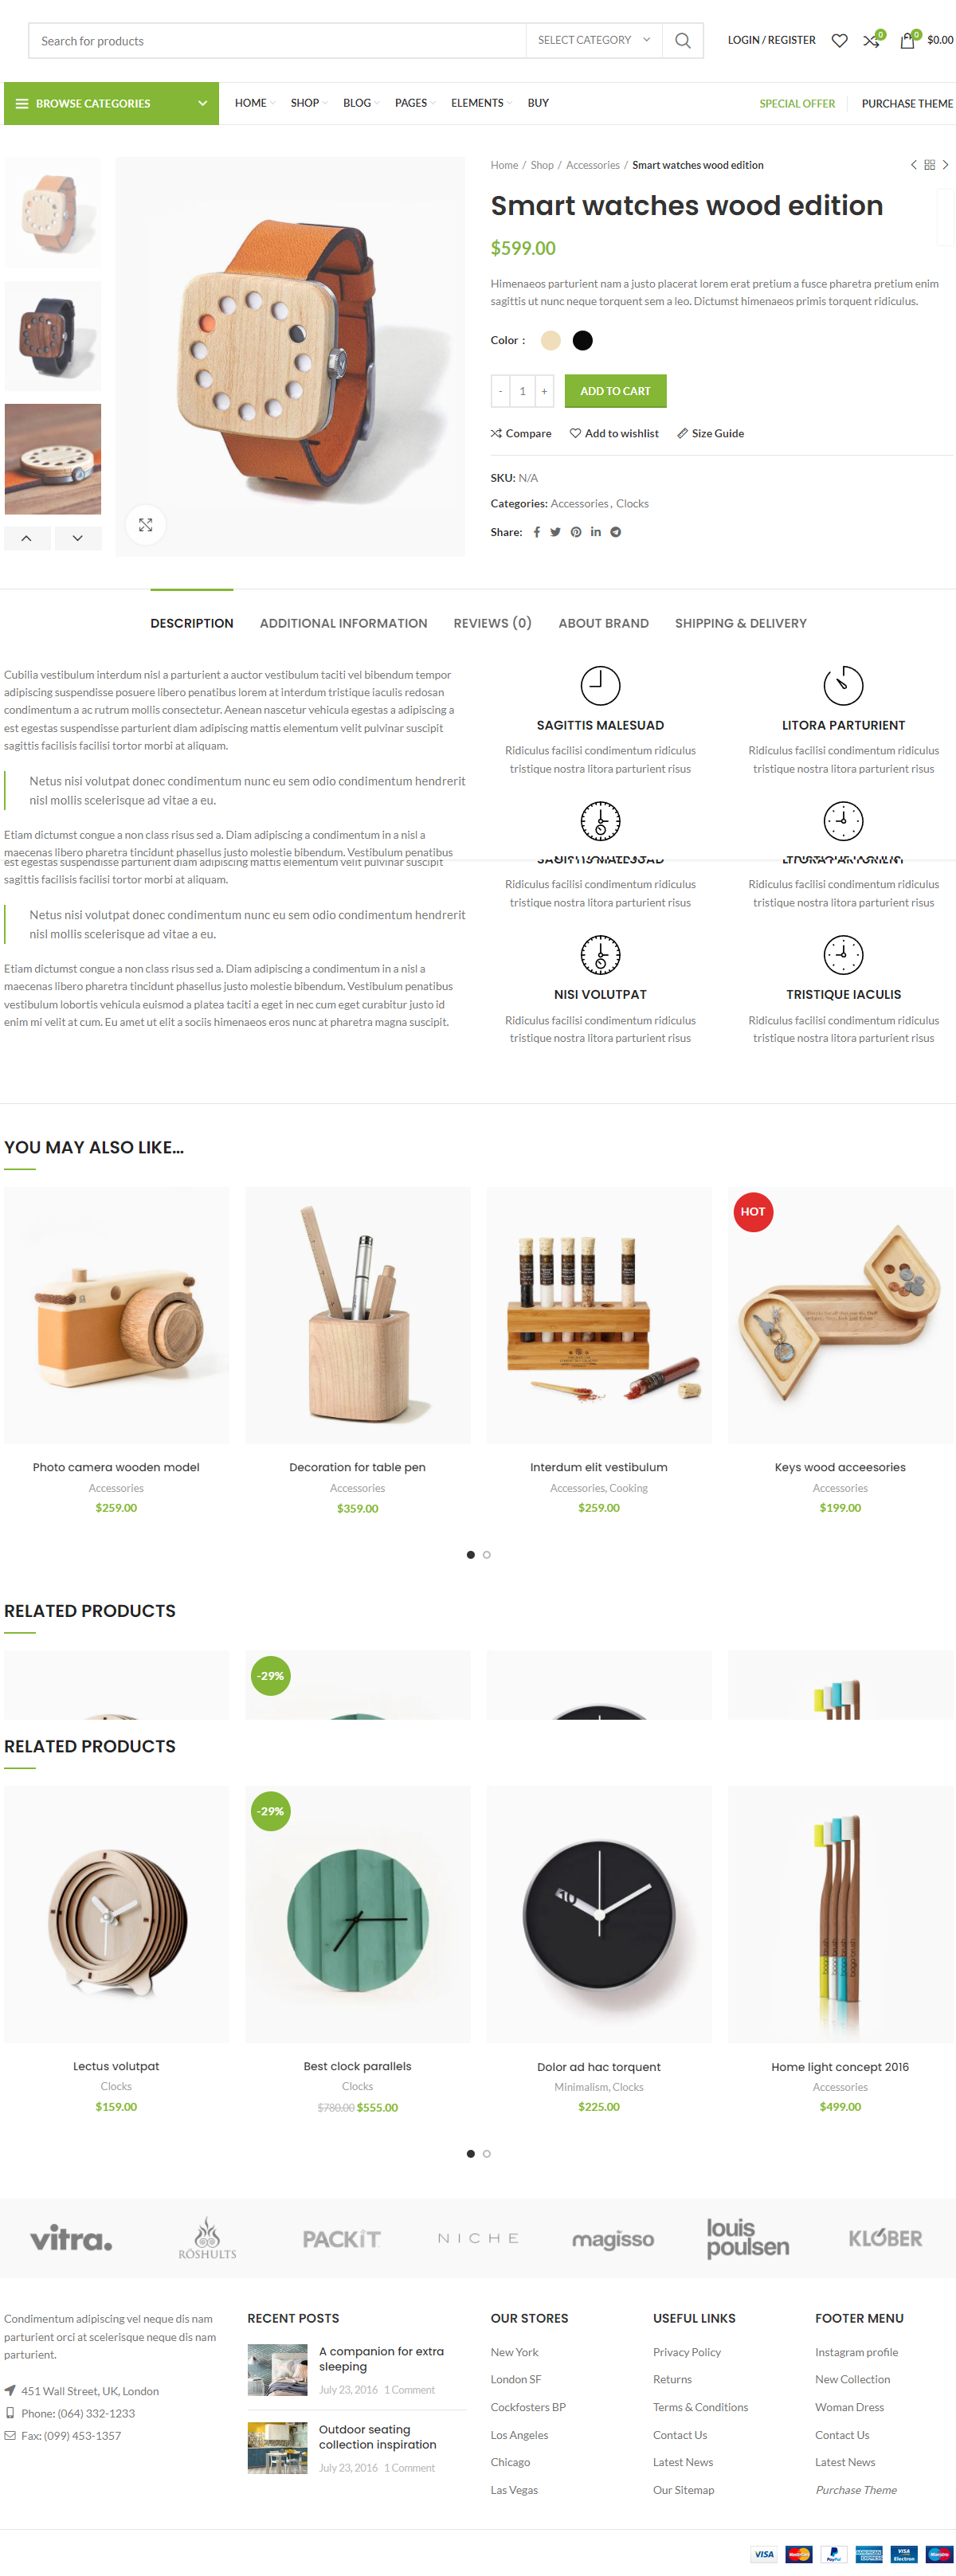 Search for products
SELECT CATEGORY
LOGIN / REGISTER
0
0
$0.00
BROWSE CATEGORIES
HOME
SHOP
BLOG
PAGES
ELEMENTS
BUY
SPECIAL OFFER
PURCHASE THEME
Home / Shop / Accessories / Smart watches wood edition
Smart watches wood edition
$599.00
Himenaeos parturient nam a justo placerat lorem erat pretium a fusce pharetra pretium enim
sagittis ut nunc neque torquent sem a leo. Dictumst himenaeos primis torquent ridiculus.
Color :
- 1 +
ADD TO CART
Compare
Add to wishlist
Size Guide
SKU: N/A
Categories: Accessories, Clocks
Share:
DESCRIPTION
ADDITIONAL INFORMATION
REVIEWS (0)
ABOUT BRAND
SHIPPING & DELIVERY
Cubilia vestibulum interdum nisl a parturient a auctor vestibulum taciti vel bibendum tempor
adipiscing suspendisse posuere libero penatibus lorem at interdum tristique iaculis redosan
condimentum a ac rutrum mollis consectetur. Aenean nascetur vehicula egestas a adipiscing a
est egestas suspendisse parturient diam adipiscing mattis elementum velit pulvinar suscipit
sagittis facilisis facilisi tortor morbi at aliquam.
Netus nisi volutpat donec condimentum nunc eu sem odio condimentum hendrerit
nisl mollis scelerisque ad vitae a eu.
Etiam dictumst congue a non class risus sed a. Diam adipiscing a condimentum in a nisl a
maecenas libero pharetra tincidunt phasellus justo molestie bibendum. Vestibulum penatibus
SAGITTIS MALESUAD
Ridiculus facilisi condimentum ridiculus
tristique nostra litora parturient risus
LITORA PARTURIENT
Ridiculus facilisi condimentum ridiculus
tristique nostra litora parturient risus
est egestas suspendisse parturient diam adipiscing mattis elementum velit pulvinar suscipit
sagittis facilisis facilisi tortor morbi at aliquam.
Netus nisi volutpat donec condimentum nunc eu sem odio condimentum hendrerit
nisl mollis scelerisque ad vitae a eu.
Etiam dictumst congue a non class risus sed a. Diam adipiscing a condimentum in a nisl a
maecenas libero pharetra tincidunt phasellus justo molestie bibendum. Vestibulum penatibus
vestibulum lobortis vehicula euismod a platea taciti a eget in nec cum eget curabitur justo id
enim mi velit at cum. Eu amet ut elit a sociis himenaeos eros nunc at pharetra magna suscipit.
SAGITTIS MALESUAD
Ridiculus facilisi condimentum ridiculus
tristique nostra litora parturient risus
Ridiculus facilisi condimentum ridiculus
tristique nostra litora parturient risus
NISI VOLUTPAT
Ridiculus facilisi condimentum ridiculus
tristique nostra litora parturient risus
TRISTIQUE IACULIS
Ridiculus facilisi condimentum ridiculus
tristique nostra litora parturient risus
YOU MAY ALSO LIKE...
HOT
Photo camera wooden model
Accessories
$259.00
Decoration for table pen
Accessories
$359.00
Interdum elit vestibulum
Accessories, Cooking
$259.00
Keys wood acceesories
Accessories
$199.00
RELATED PRODUCTS
-29%
RELATED PRODUCTS
-29%
Lectus volutpat
Clocks
$159.00
Best clock parallels
Clocks
$780.00 $555.00
Dolor ad hac torquent
Minimalism, Clocks
$225.00
Home light concept 2016
Accessories
$499.00
vitra.
RÖSHULTS
PACKIT
NICHE
magisso
louis
poulsen
KLÖBER
Condimentum adipiscing vel neque dis nam
parturient orci at scelerisque neque dis nam
parturient.
451 Wall Street, UK, London
Phone: (064) 332-1233
Fax: (099) 453-1357
RECENT POSTS
A companion for extra
sleeping
July 23, 2016 1 Comment
Outdoor seating
collection inspiration
July 23, 2016 1 Comment
OUR STORES
New York
London SF
Cockfosters BP
Los Angeles
Chicago
Las Vegas
USEFUL LINKS
Privacy Policy
Returns
Terms & Conditions
Contact Us
Latest News
Our Sitemap
FOOTER MENU
Instagram profile
New Collection
Woman Dress
Contact Us
Latest News
Purchase Theme
VISA
MasterCard
PayPal
AMERICAN EXPRESS
VISA Electron
Maestro